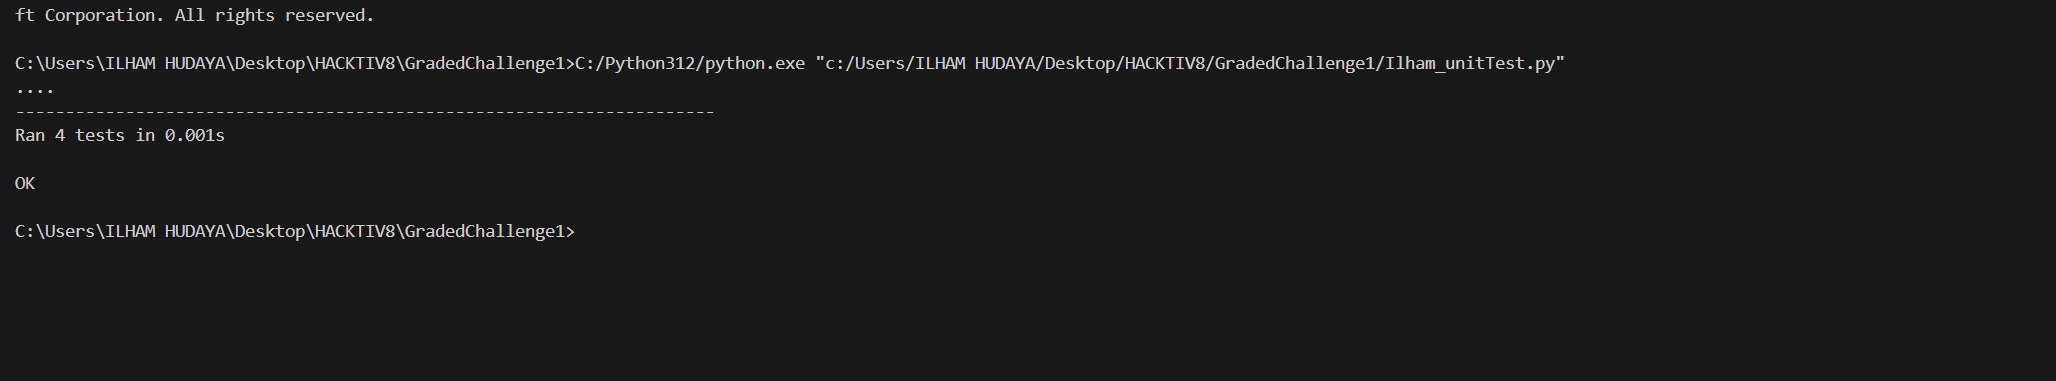 ft Corporation. All rights reserved.
C:\Users\ILHAM HUDAYA\Desktop\HACKTIV8\GradedChallenge1>C:/Python312/python.exe "c:/Users/ILHAM HUDAYA/Desktop/HACKTIV8/GradedChallenge1/Ilham_unitTest.py"
....
----------------------------------------------------------------------
Ran 4 tests in 0.001s
OK
C:\Users\ILHAM HUDAYA\Desktop\HACKTIV8\GradedChallenge1>